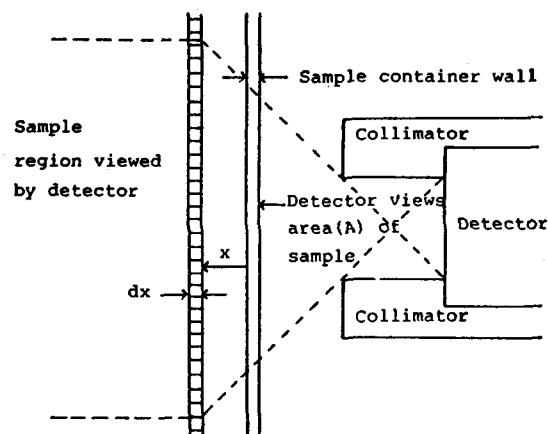 Sample container wall
Sample
region viewed
by detector
Collimator
Detector views
area(A) of
sample
Detector
x
dx
Collimator